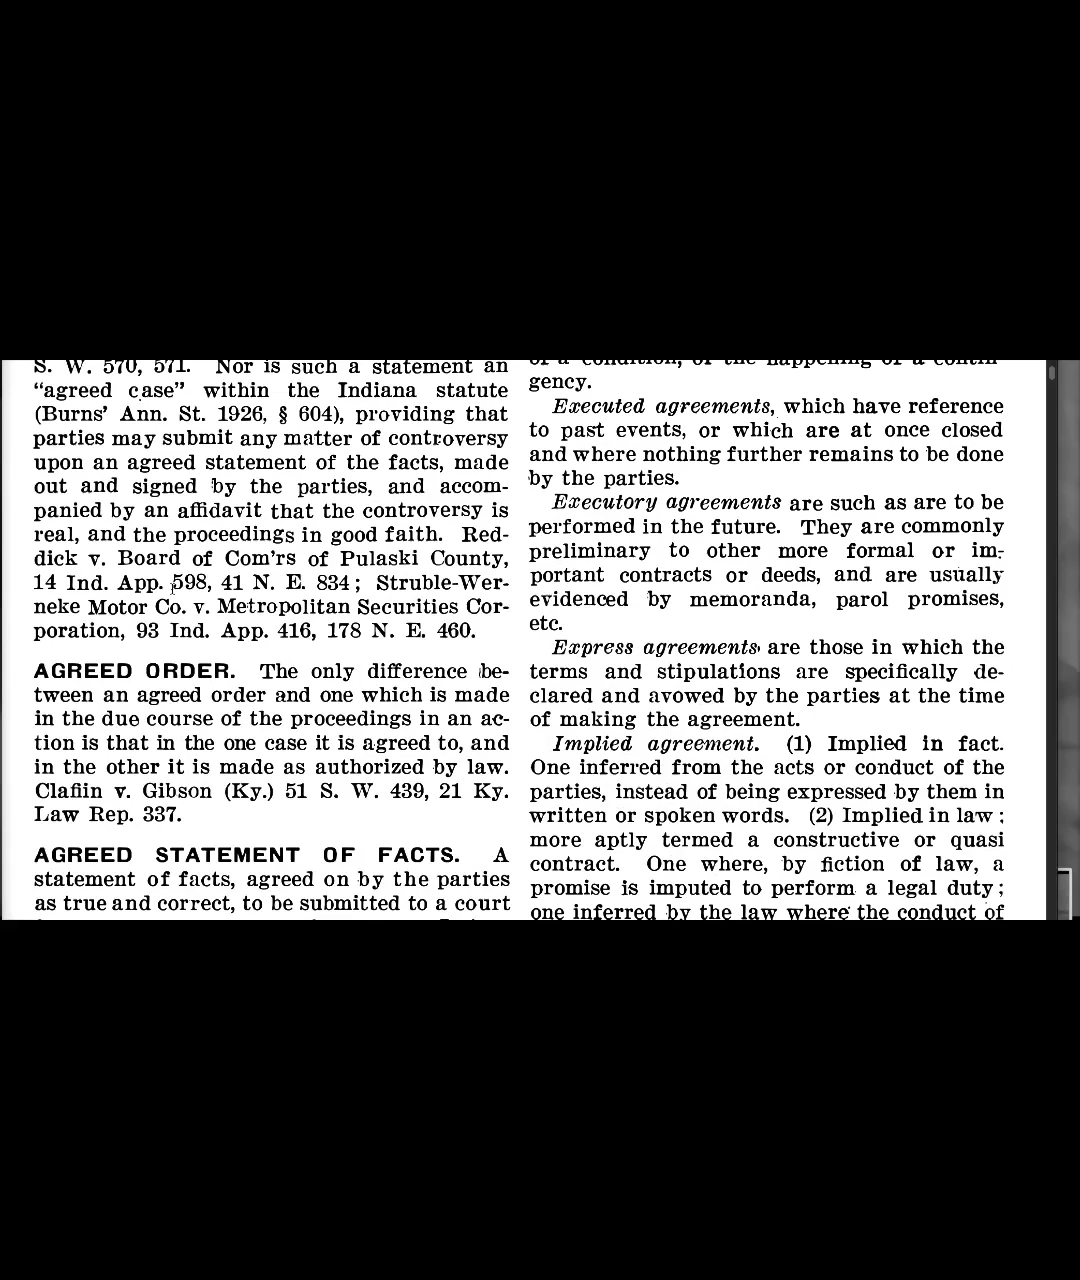 S. W. 570, 571. Nor is such a statement an
"agreed case" within the Indiana statute
(Burns' Ann. St. 1926, § 604), providing that
parties may submit any matter of controversy
upon an agreed statement of the facts, made
out and signed by the parties, and accom-
panied by an affidavit that the controversy is
real, and the proceedings in good faith. Red-
dick v. Board of Com'rs of Pulaski County,
14 Ind. App. 598, 41 N. E. 834; Struble-Wer-
neke Motor Co. v. Metropolitan Securities Cor-
poration, 93 Ind. App. 416, 178 N. E. 460.
AGREED ORDER. The only difference be-
tween an agreed order and one which is made
in the due course of the proceedings in an ac-
tion is that in the one case it is agreed to, and
in the other it is made as authorized by law.
Claflin v. Gibson (Ky.) 51 S. W. 439, 21 Ky.
Law Rep. 337.
AGREED STATEMENT OF FACTS. A
statement of facts, agreed on by the parties
as true and correct, to be submitted to a court
of a condition, or the happening of a contin-
gency.
Executed agreements, which have reference
to past events, or which are at once closed
and where nothing further remains to be done
by the parties.
Executory agreements are such as are to be
performed in the future. They are commonly
preliminary to other more formal or im-
portant contracts or deeds, and are usually
evidenced by memoranda, parol promises,
etc.
Express agreements are those in which the
terms and stipulations are specifically de-
clared and avowed by the parties at the time
of making the agreement.
Implied agreement. (1) Implied in fact.
One inferred from the acts or conduct of the
parties, instead of being expressed by them in
written or spoken words. (2) Implied in law;
more aptly termed a constructive or quasi
contract. One where, by fiction of law, a
promise is imputed to perform a legal duty;
one inferred by the law where the conduct of